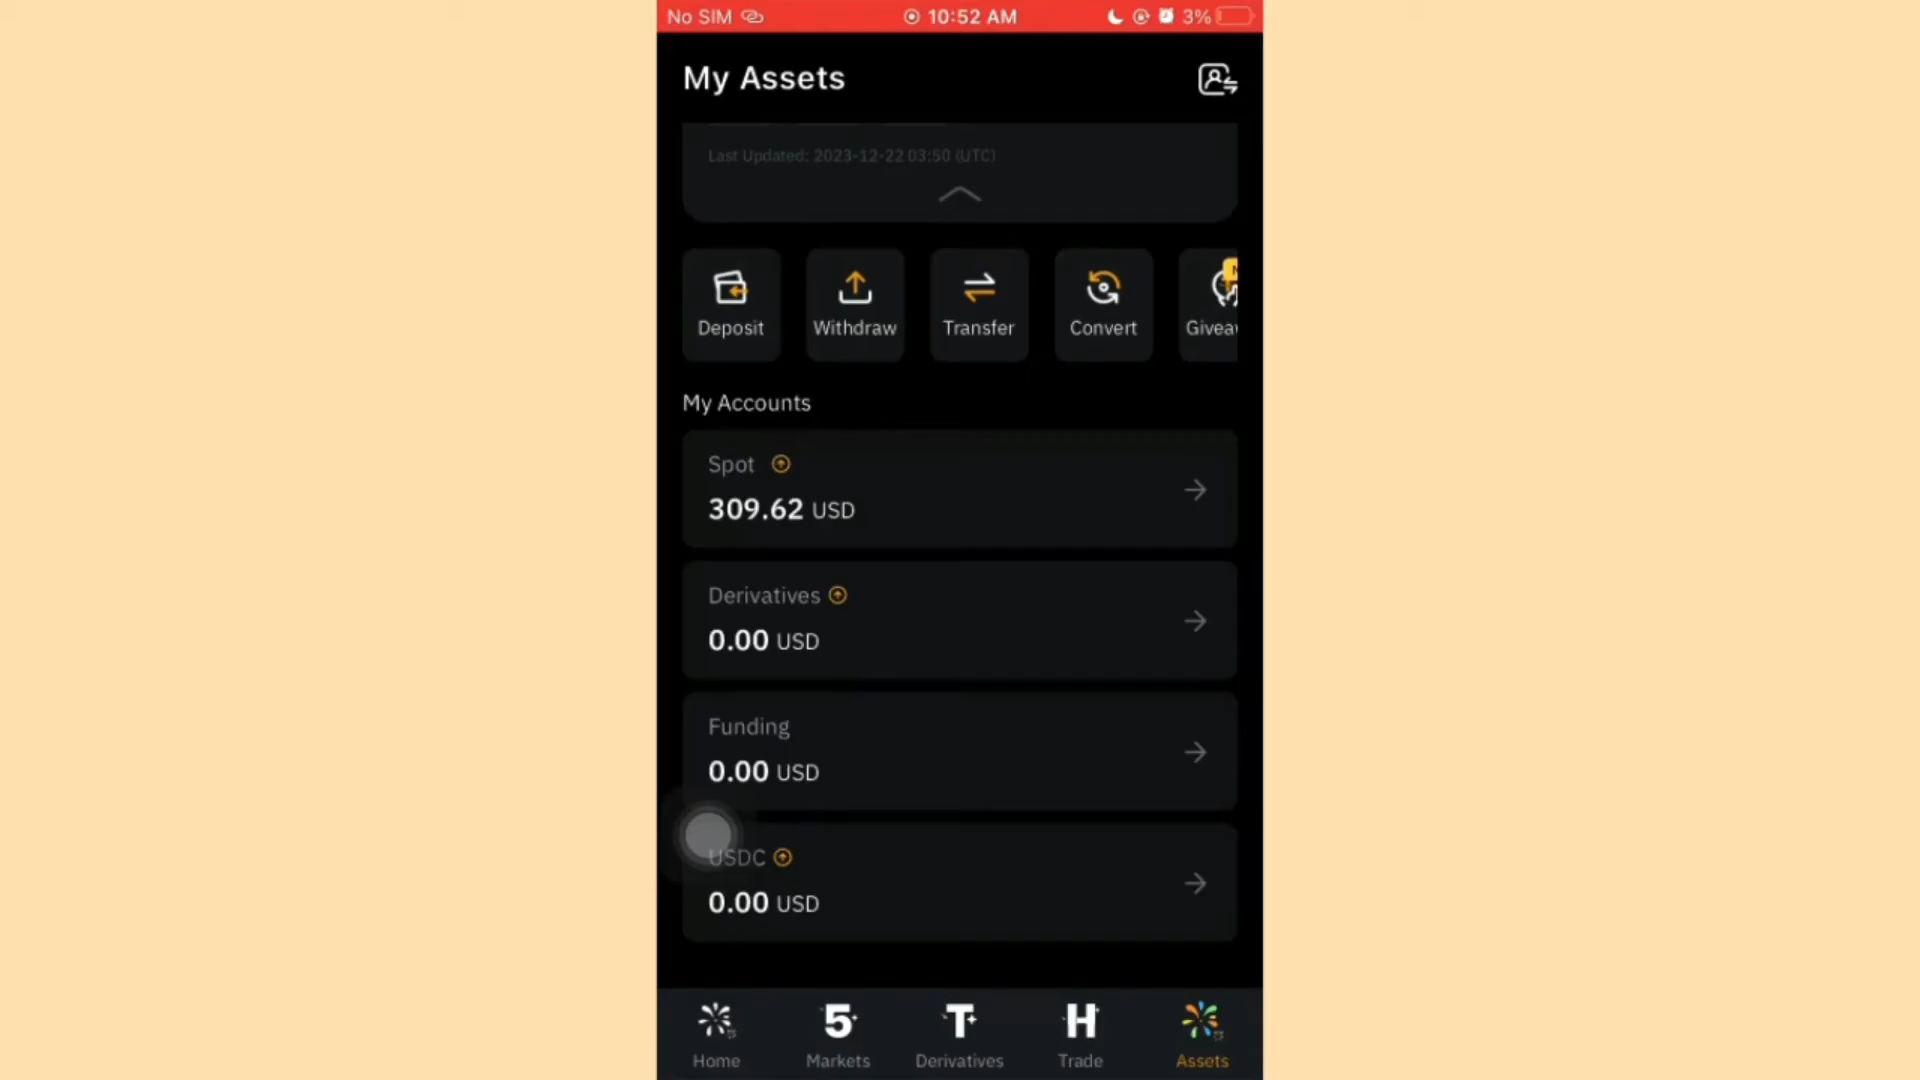 No SIM 10:52 AM 3%
My Assets
Last Updated: 2023-12-22 03:50 (UTC)
Deposit Withdraw Transfer Convert Giveaw
My Accounts
Spot
309.62 USD
Derivatives
0.00 USD
Funding
0.00 USD
USDC
0.00 USD
5 T H
Home Markets Derivatives Trade Assets